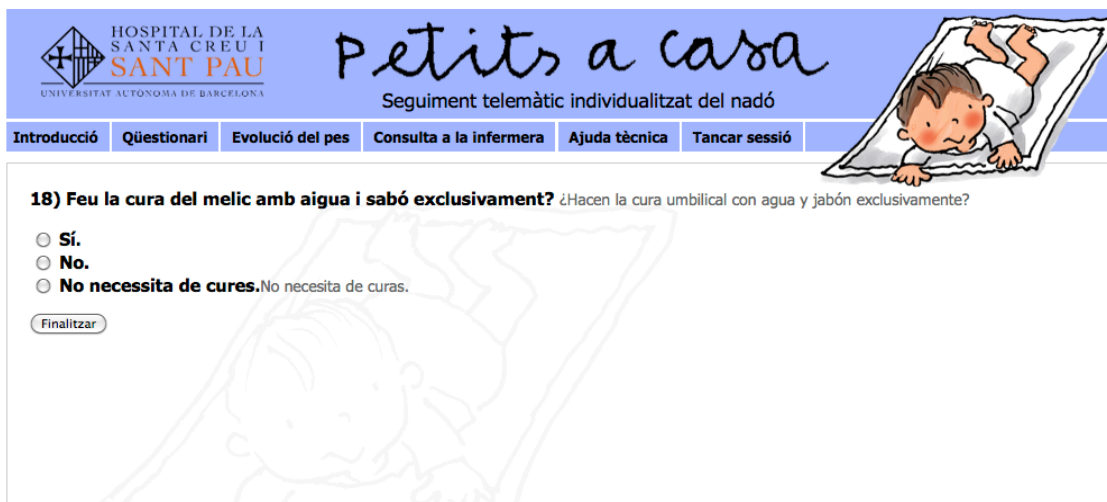 HOSPITAL DE LA
SANTA CREU I
SANT PAU
UNIVERSITAT AUTÒNOMA DE BARCELONA
Petits a casa
Seguiment telemàtic individualitzat del nadó
Introducció Qüestionari Evolució del pes Consulta a la infermera Ajuda tècnica Tancar sessió
18) Feu la cura del melic amb aigua i sabó exclusivament? ¿Hacen la cura umbilical con agua y jabón exclusivamente?
Sí.
No.
No necessita de cures.No necesita de curas.
Finalitzar